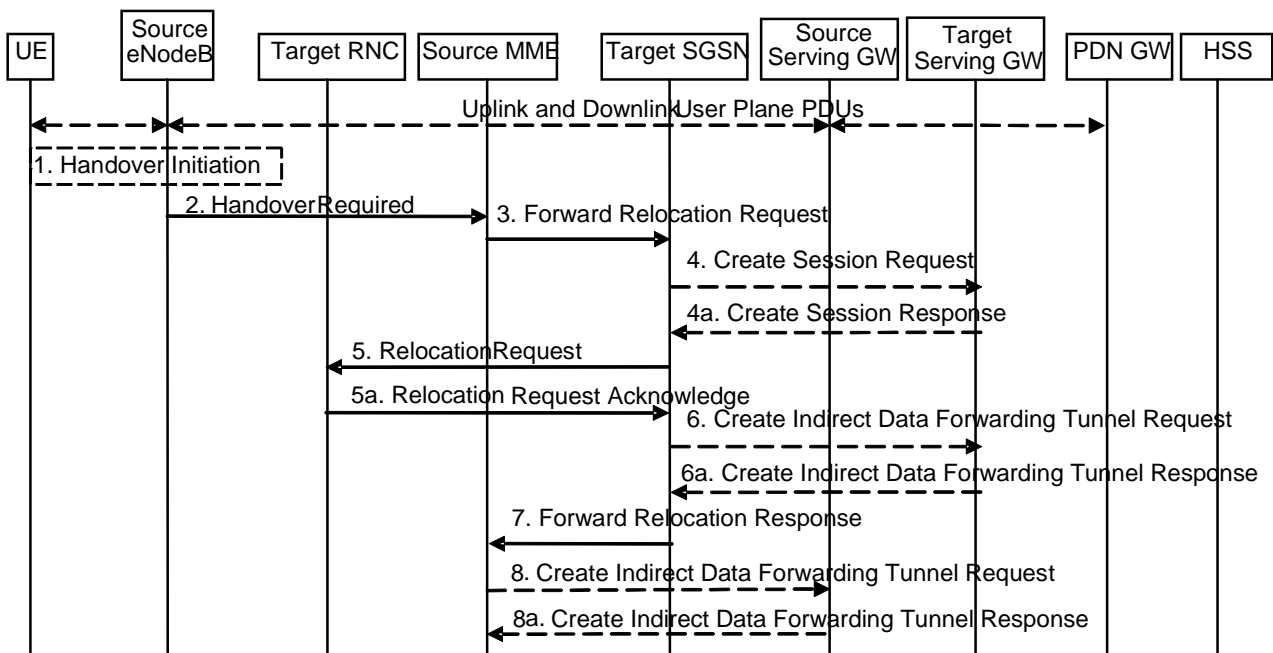 UE
Source
eNodeB
Target RNC
Source MME
Target SGSN
Source
Serving GW
Target
Serving GW
PDN GW
HSS
Uplink and Downlink User Plane PDUs
1. Handover Initiation
2. Handover Required
3. Forward Relocation Request
4. Create Session Request
4a. Create Session Response
5. Relocation Request
5a. Relocation Request Acknowledge
6. Create Indirect Data Forwarding Tunnel Request
6a. Create Indirect Data Forwarding Tunnel Response
7. Forward Relocation Response
8. Create Indirect Data Forwarding Tunnel Request
8a. Create Indirect Data Forwarding Tunnel Response